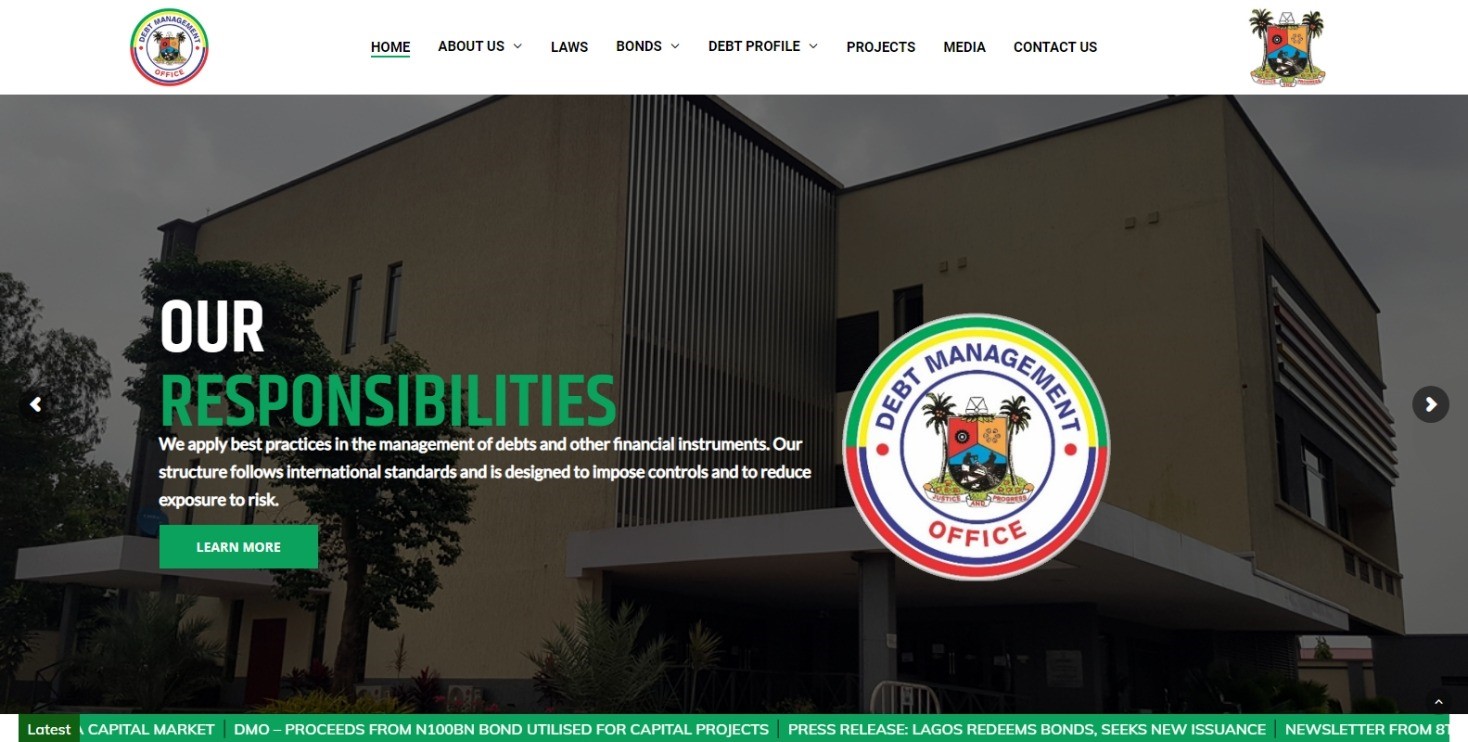 DEBT MANAGEMENT
OFFICE
HOME
ABOUT US
LAWS
BONDS
DEBT PROFILE
PROJECTS
MEDIA
CONTACT US
OUR
RESPONSIBILITIES
We apply best practices in the management of debts and other financial instruments. Our
structure follows international standards and is designed to impose controls and to reduce
exposure to risk.
LEARN MORE
DEBT MANAGEMENT
JUSTICE AND PROGRESS
OFFICE
Latest
CAPITAL MARKET
DMO – PROCEEDS FROM N100BN BOND UTILISED FOR CAPITAL PROJECTS
PRESS RELEASE: LAGOS REDEEMS BONDS, SEEKS NEW ISSUANCE
NEWSLETTER FROM